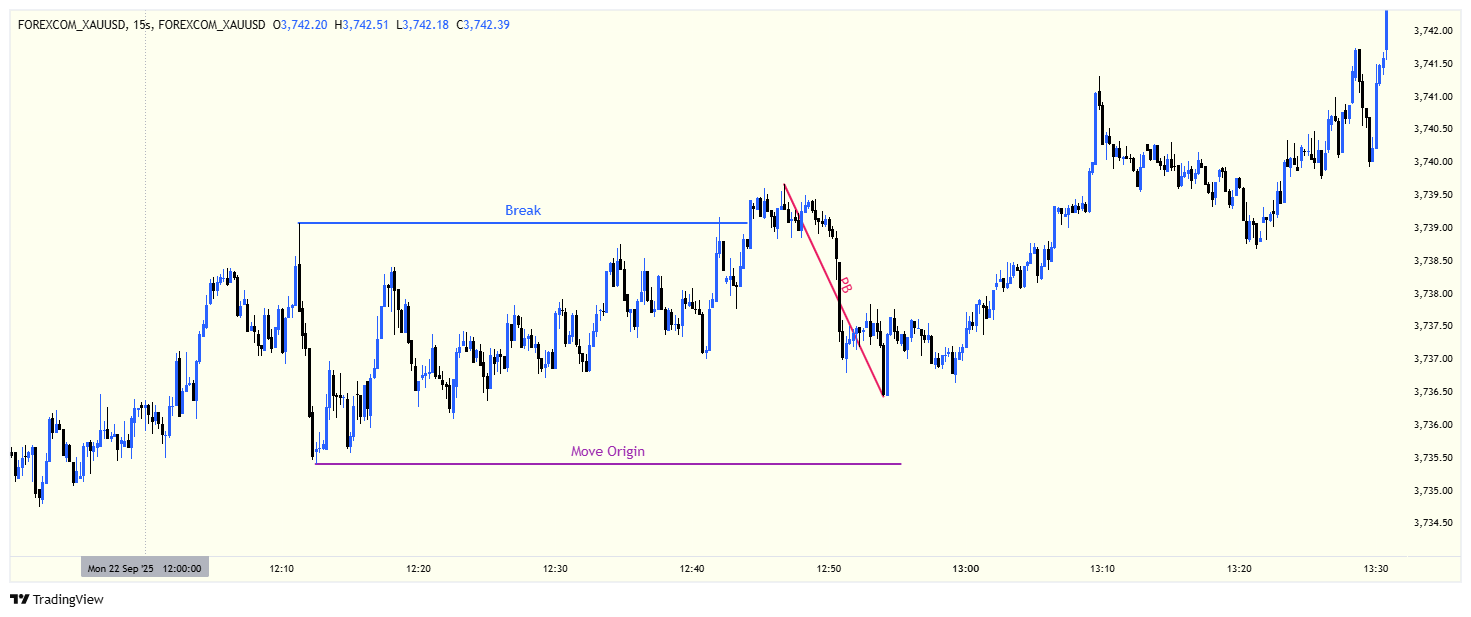 FOREXCOM_XAUUSD, 15s, FOREXCOM_XAUUSD O3,742.20 H3,742.51 L3,742.18 C3,742.39
3,742.00
3,741.50
3,741.00
3,740.50
3,740.00
3,739.50
3,739.00
3,738.50
3,738.00
3,737.50
3,737.00
3,736.50
3,736.00
3,735.50
3,735.00
3,734.50
Break
PB
Move Origin
Mon 22 Sep '25 12:00:00 12:10 12:20 12:30 12:40 12:50 13:00 13:10 13:20 13:30
TradingView